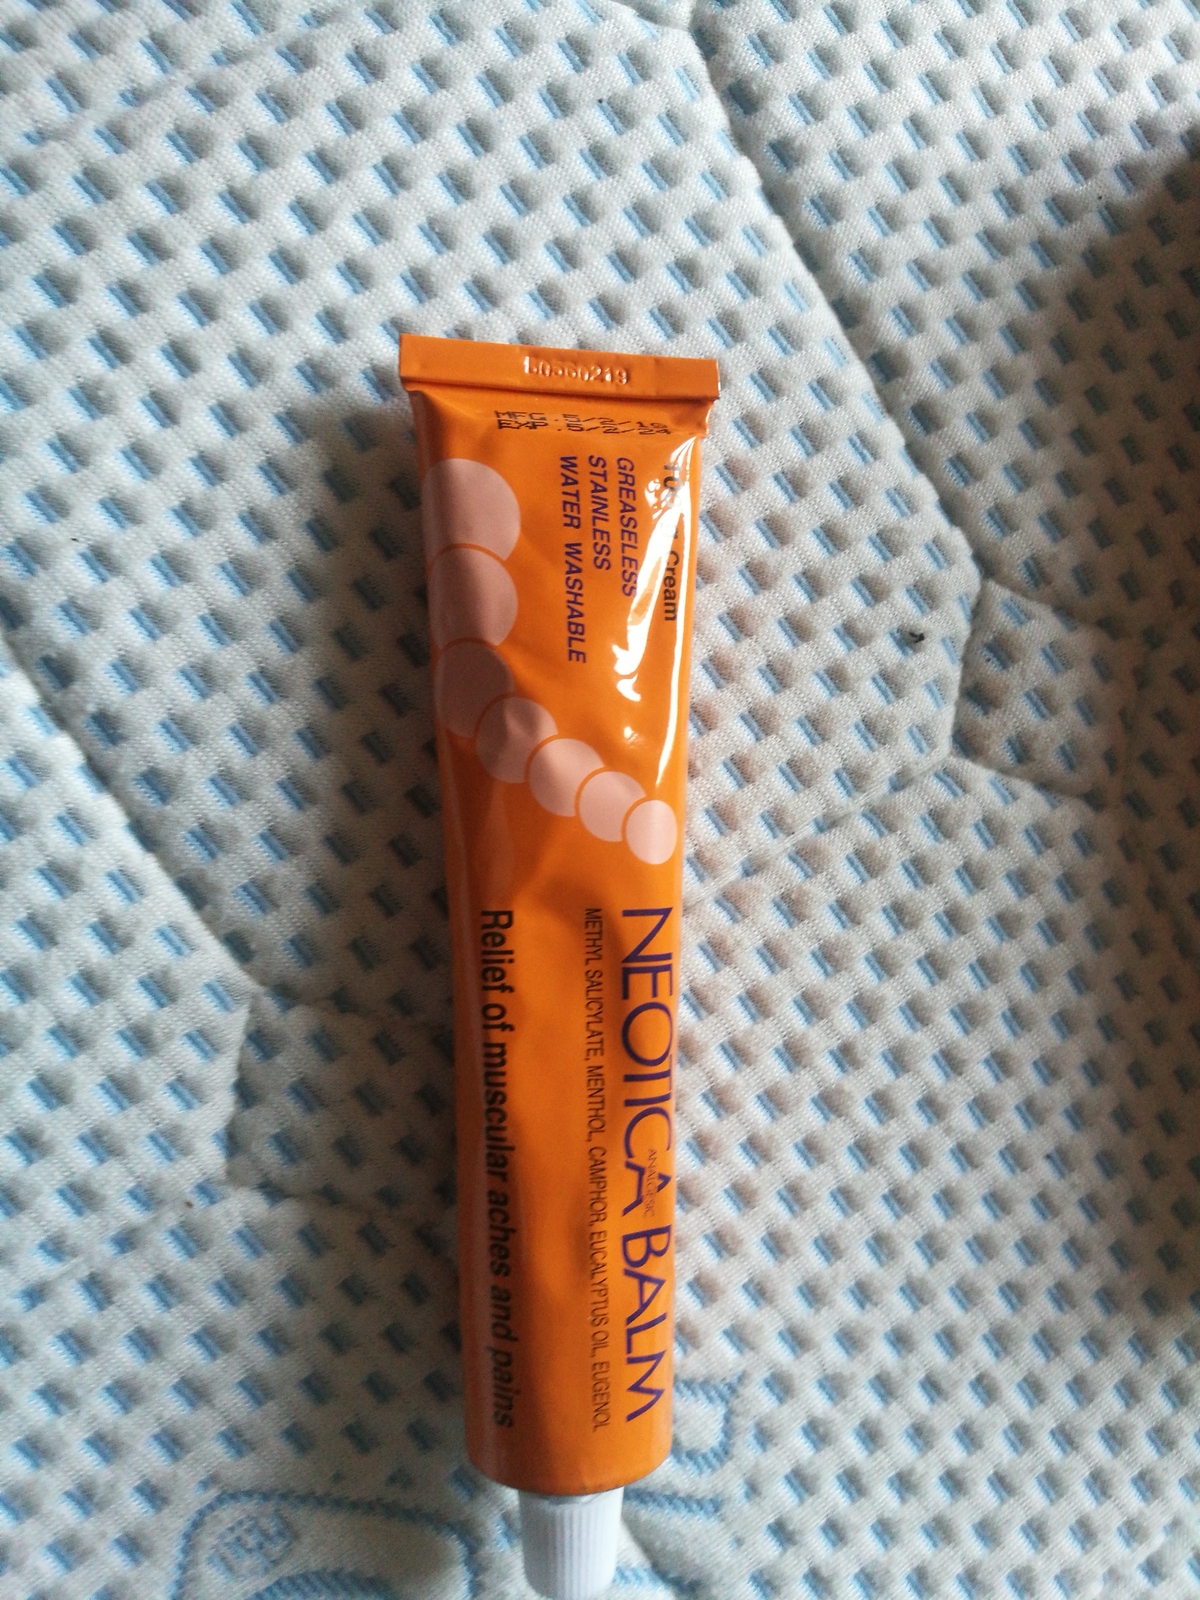 Cream
GREASELESS
STAINLESS
WATER WASHABLE
NEOTICA BALM
ANALGESIC
METHYL SALICYLATE, MENTHOL, CAMPHOR, EUCALYPTUS OIL, EUGENOL
Relief of muscular aches and pains